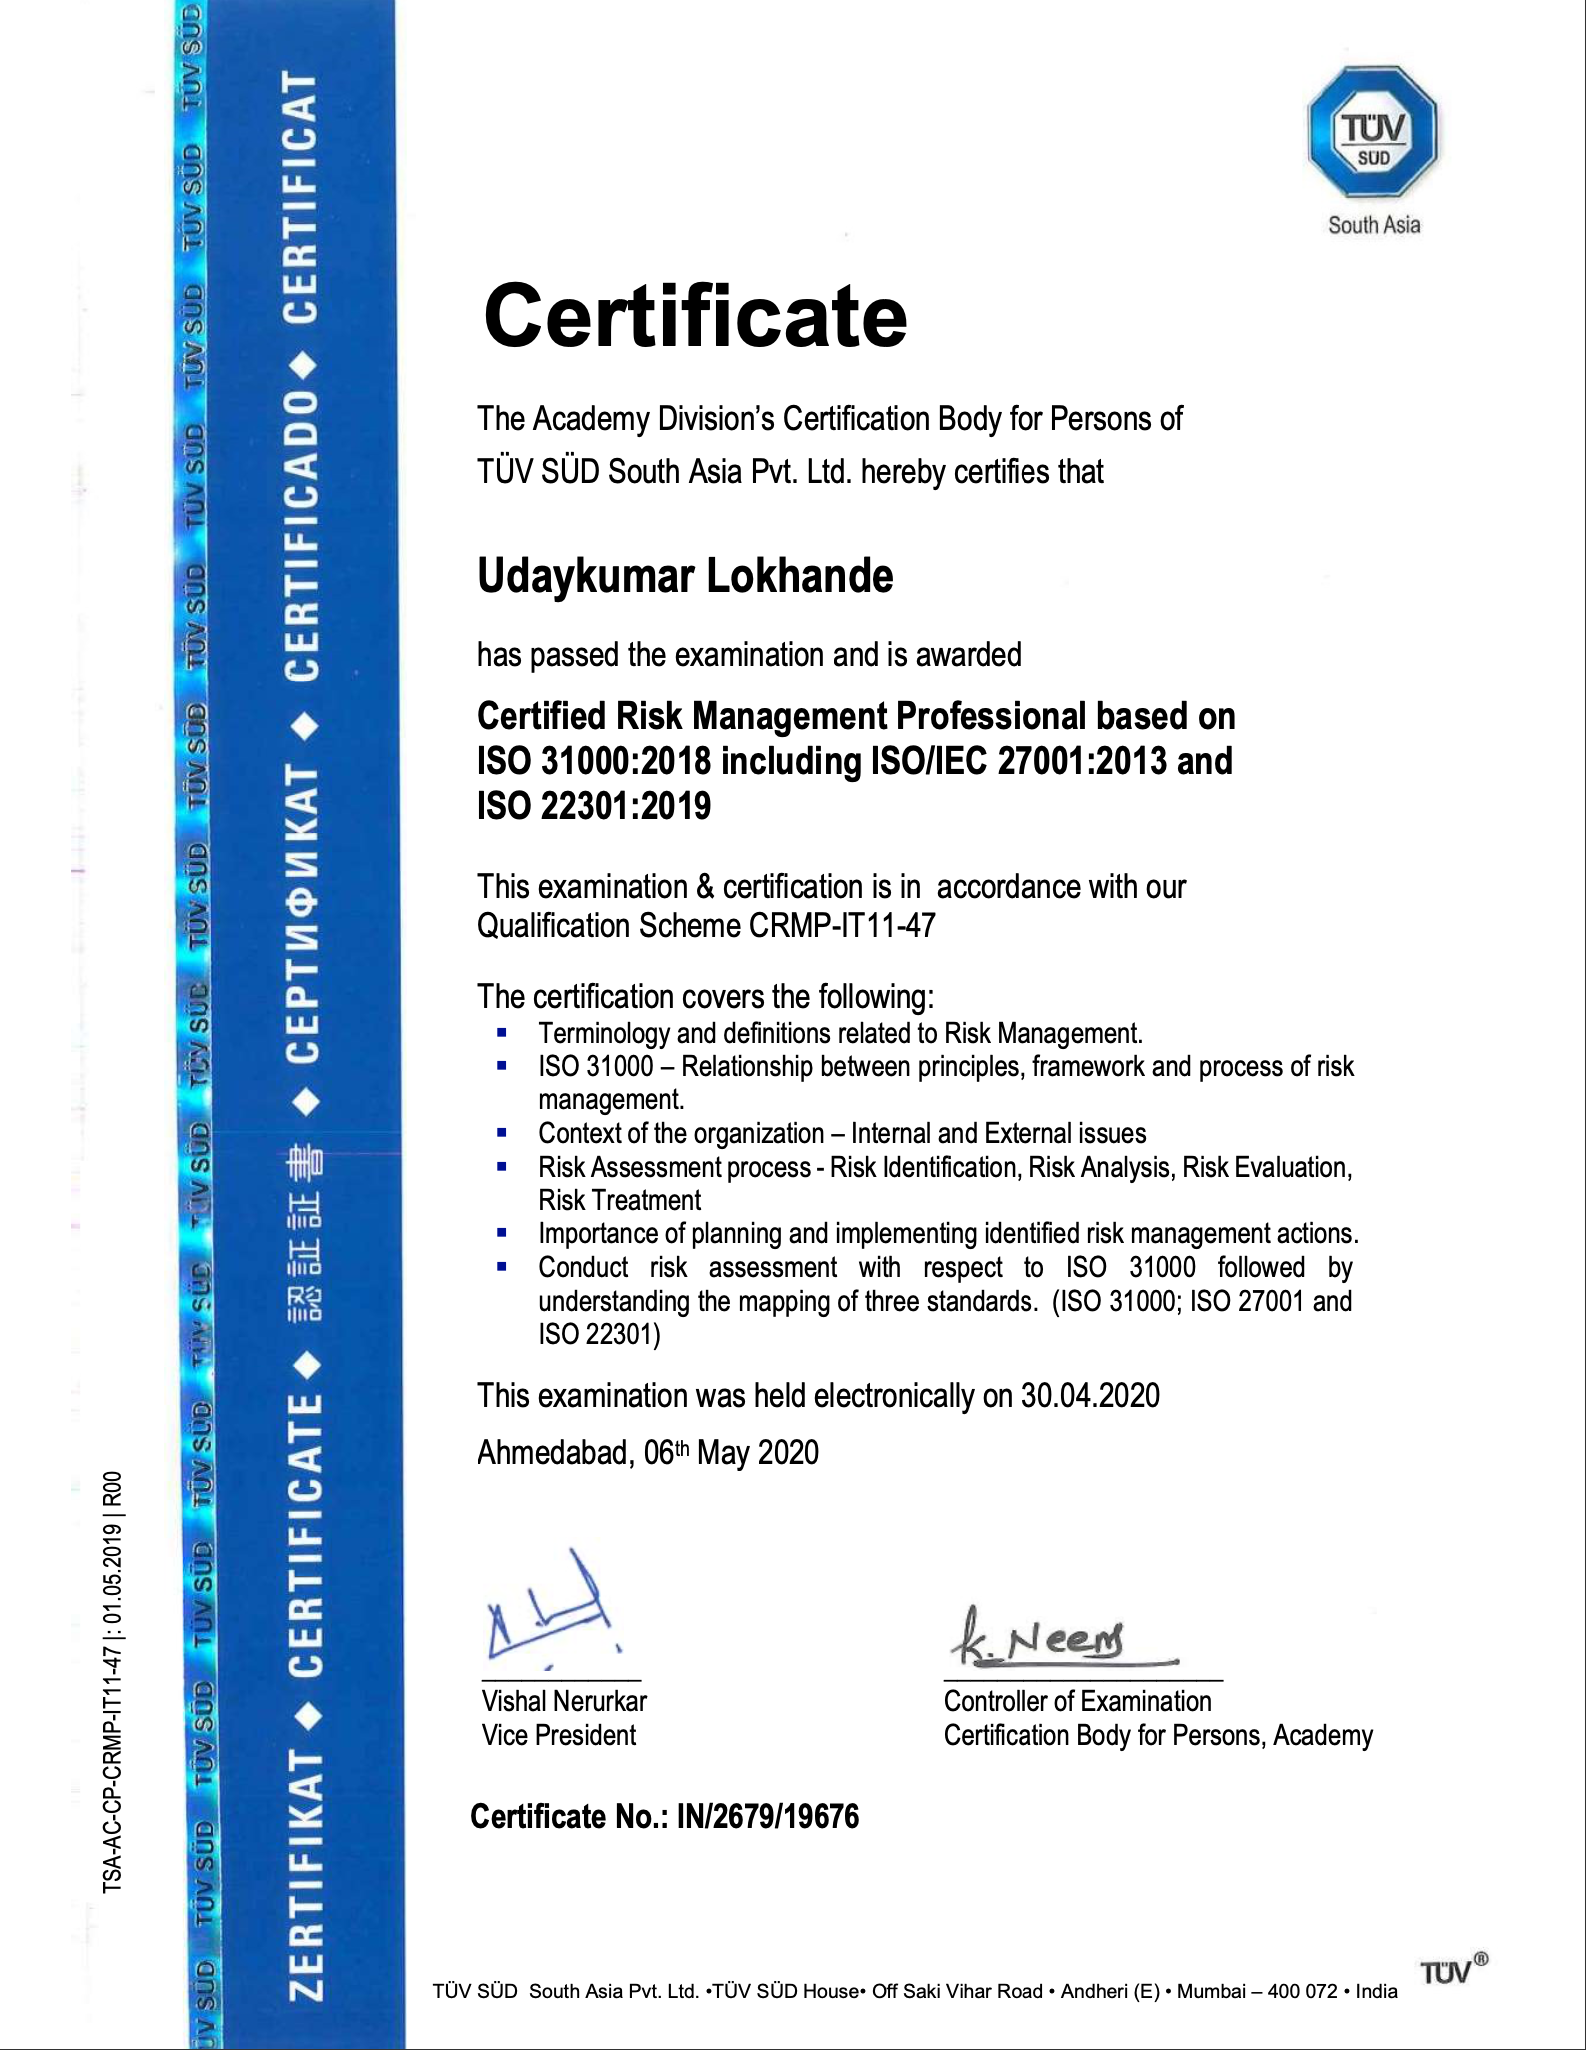 TÜV
SÜD
South Asia
Certificate
The Academy Division’s Certification Body for Persons of
TÜV SÜD South Asia Pvt. Ltd. hereby certifies that
Udaykumar Lokhande
has passed the examination and is awarded
Certified Risk Management Professional based on
ISO 31000:2018 including ISO/IEC 27001:2013 and
ISO 22301:2019
This examination & certification is in  accordance with our
Qualification Scheme CRMP-IT11-47
The certification covers the following:
▪ Terminology and definitions related to Risk Management.
▪ ISO 31000 – Relationship between principles, framework and process of risk
management.
▪ Context of the organization – Internal and External issues
▪ Risk Assessment process - Risk Identification, Risk Analysis, Risk Evaluation,
Risk Treatment
▪ Importance of planning and implementing identified risk management actions.
▪ Conduct risk assessment with respect to ISO 31000 followed by
understanding the mapping of three standards.  (ISO 31000; ISO 27001 and
ISO 22301)
This examination was held electronically on 30.04.2020
Ahmedabad, 06th May 2020
K. Neems
Vishal Nerurkar
Vice President
Controller of Examination
Certification Body for Persons, Academy
Certificate No.: IN/2679/19676
TÜV SÜD  South Asia Pvt. Ltd. •TÜV SÜD House• Off Saki Vihar Road • Andheri (E) • Mumbai – 400 072 • India
TÜV®
ZERTIFIKAT ◆ CERTIFICATE ◆ 認証証書 ◆ СЕРТИФИКАТ ◆ CERTIFICADO ◆ CERTIFICAT
TÜV SÜD TÜV SÜD TÜV SÜD TÜV SÜD TÜV SÜD TÜV SÜD TÜV SÜD TÜV SÜD TÜV SÜD TÜV SÜD TÜV SÜD TÜV SÜD TÜV SÜD TÜV SÜD
TSA-AC-CP-CRMP-IT11-47 |: 01.05.2019 | R00